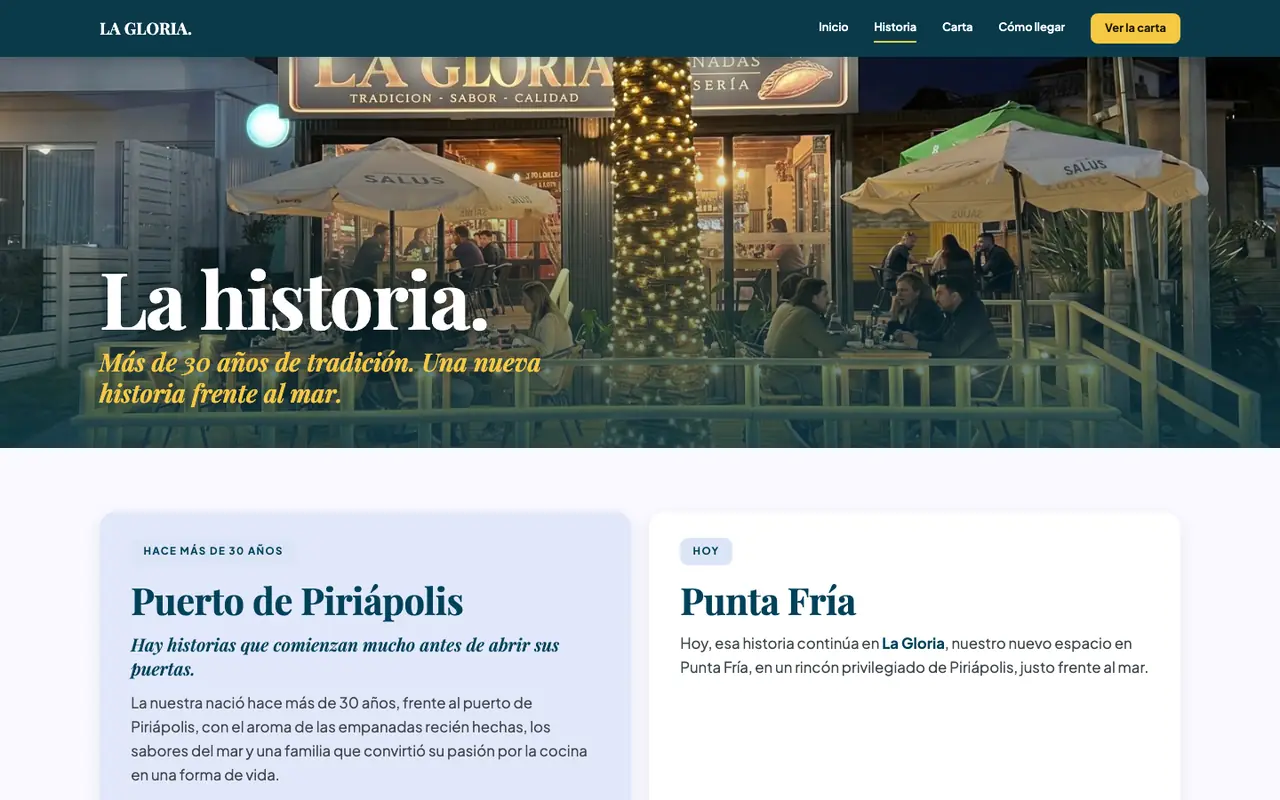 LA GLORIA.
Inicio
Historia
Carta
Cómo llegar
Ver la carta
LA GLORIA
TRADICION - SABOR - CALIDAD
NADAS
SERÍA
SALUS
SALUS
SALUS
La historia.
Más de 30 años de tradición. Una nueva
historia frente al mar.
HACE MÁS DE 30 AÑOS
Puerto de Piriápolis
Hay historias que comienzan mucho antes de abrir sus
puertas.
La nuestra nació hace más de 30 años, frente al puerto de
Piriápolis, con el aroma de las empanadas recién hechas, los
sabores del mar y una familia que convirtió su pasión por la cocina
en una forma de vida.
HOY
Punta Fría
Hoy, esa historia continúa en La Gloria, nuestro nuevo espacio en
Punta Fría, en un rincón privilegiado de Piriápolis, justo frente al mar.